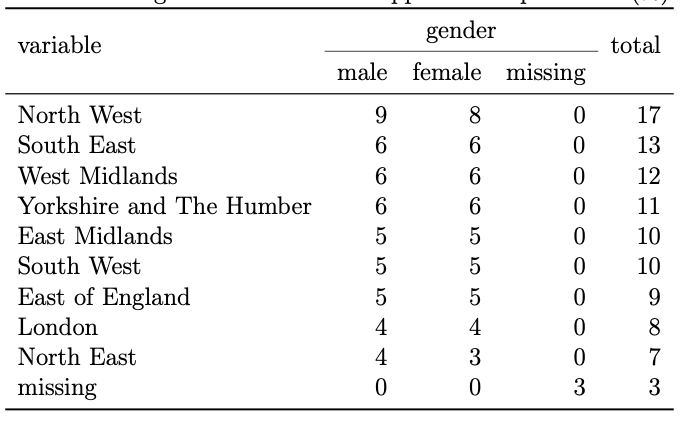 gender
variable total
male female missing
North West 9 8 0 17
South East 6 6 0 13
West Midlands 6 6 0 12
Yorkshire and The Humber 6 6 0 11
East Midlands 5 5 0 10
South West 5 5 0 10
East of England 5 5 0 9
London 4 4 0 8
North East 4 3 0 7
missing 0 0 3 3